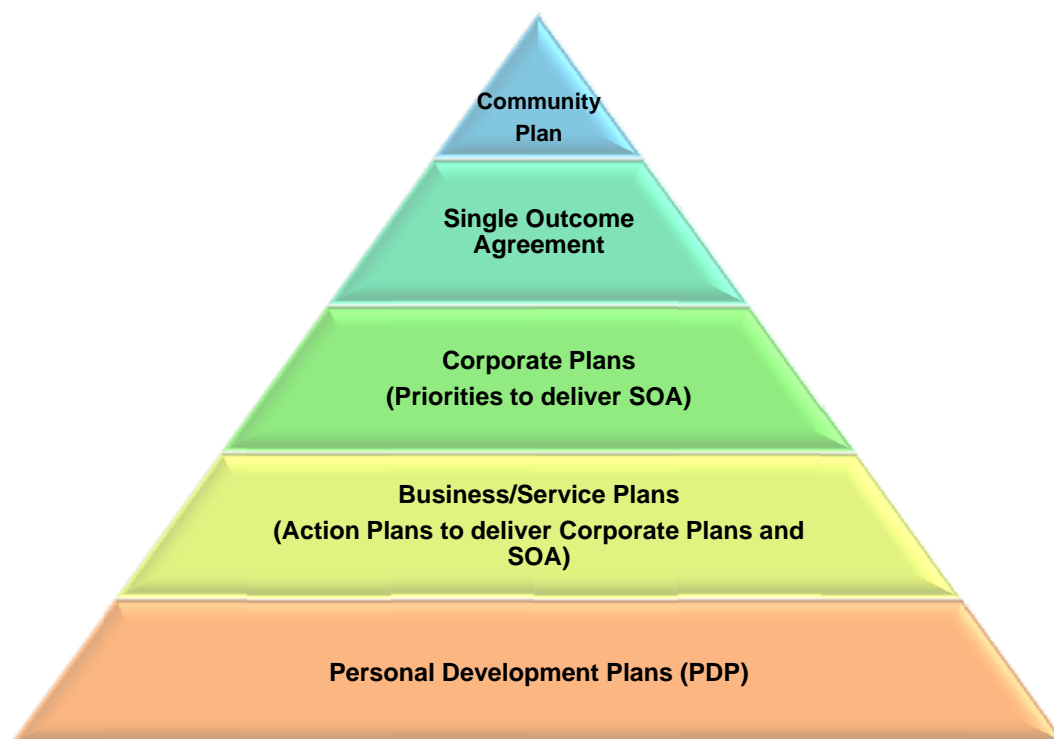 Community
Plan
Single Outcome
Agreement
Corporate Plans
(Priorities to deliver SOA)
Business/Service Plans
(Action Plans to deliver Corporate Plans and
SOA)
Personal Development Plans (PDP)